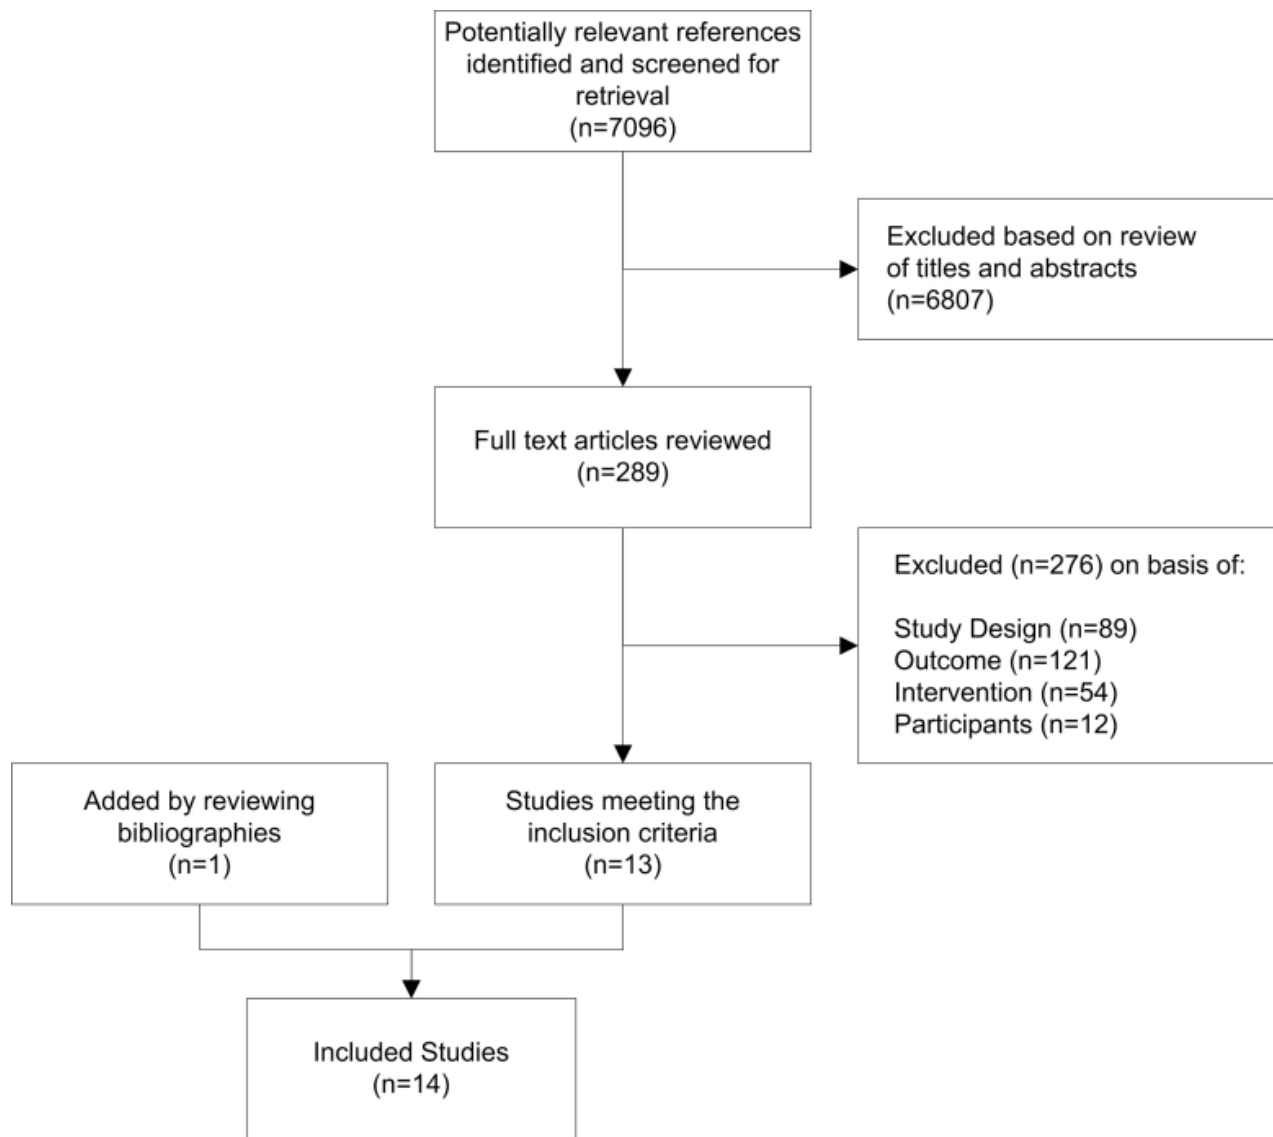 Potentially relevant references
identified and screened for
retrieval
(n=7096)
Excluded based on review
of titles and abstracts
(n=6807)
Full text articles reviewed
(n=289)
Excluded (n=276) on basis of:
Study Design (n=89)
Outcome (n=121)
Intervention (n=54)
Participants (n=12)
Added by reviewing
bibliographies
(n=1)
Studies meeting the
inclusion criteria
(n=13)
Included Studies
(n=14)